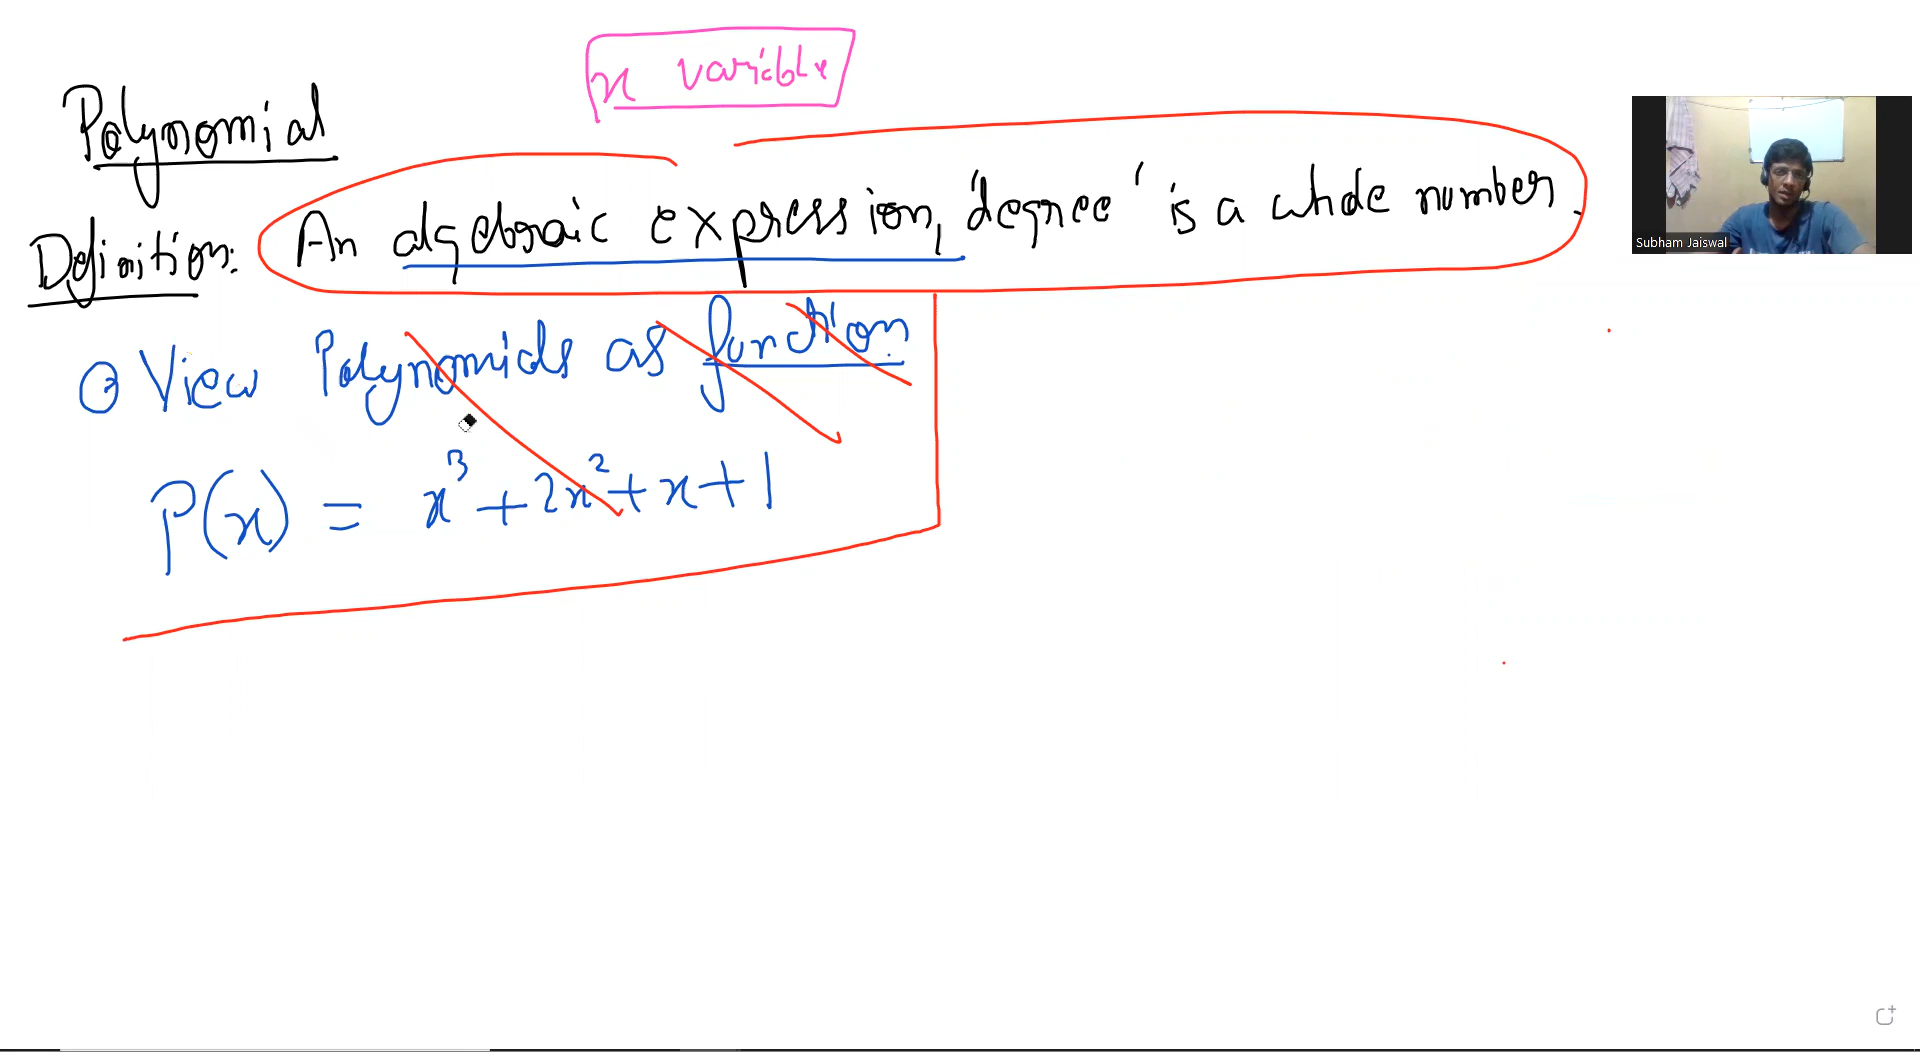 x variable
Polynomial
Definition: An algebraic expression, 'degree' is a whole number.
View Polynomials as function
P(x) = x³ + 2x² + x + 1
Subham Jaiswal